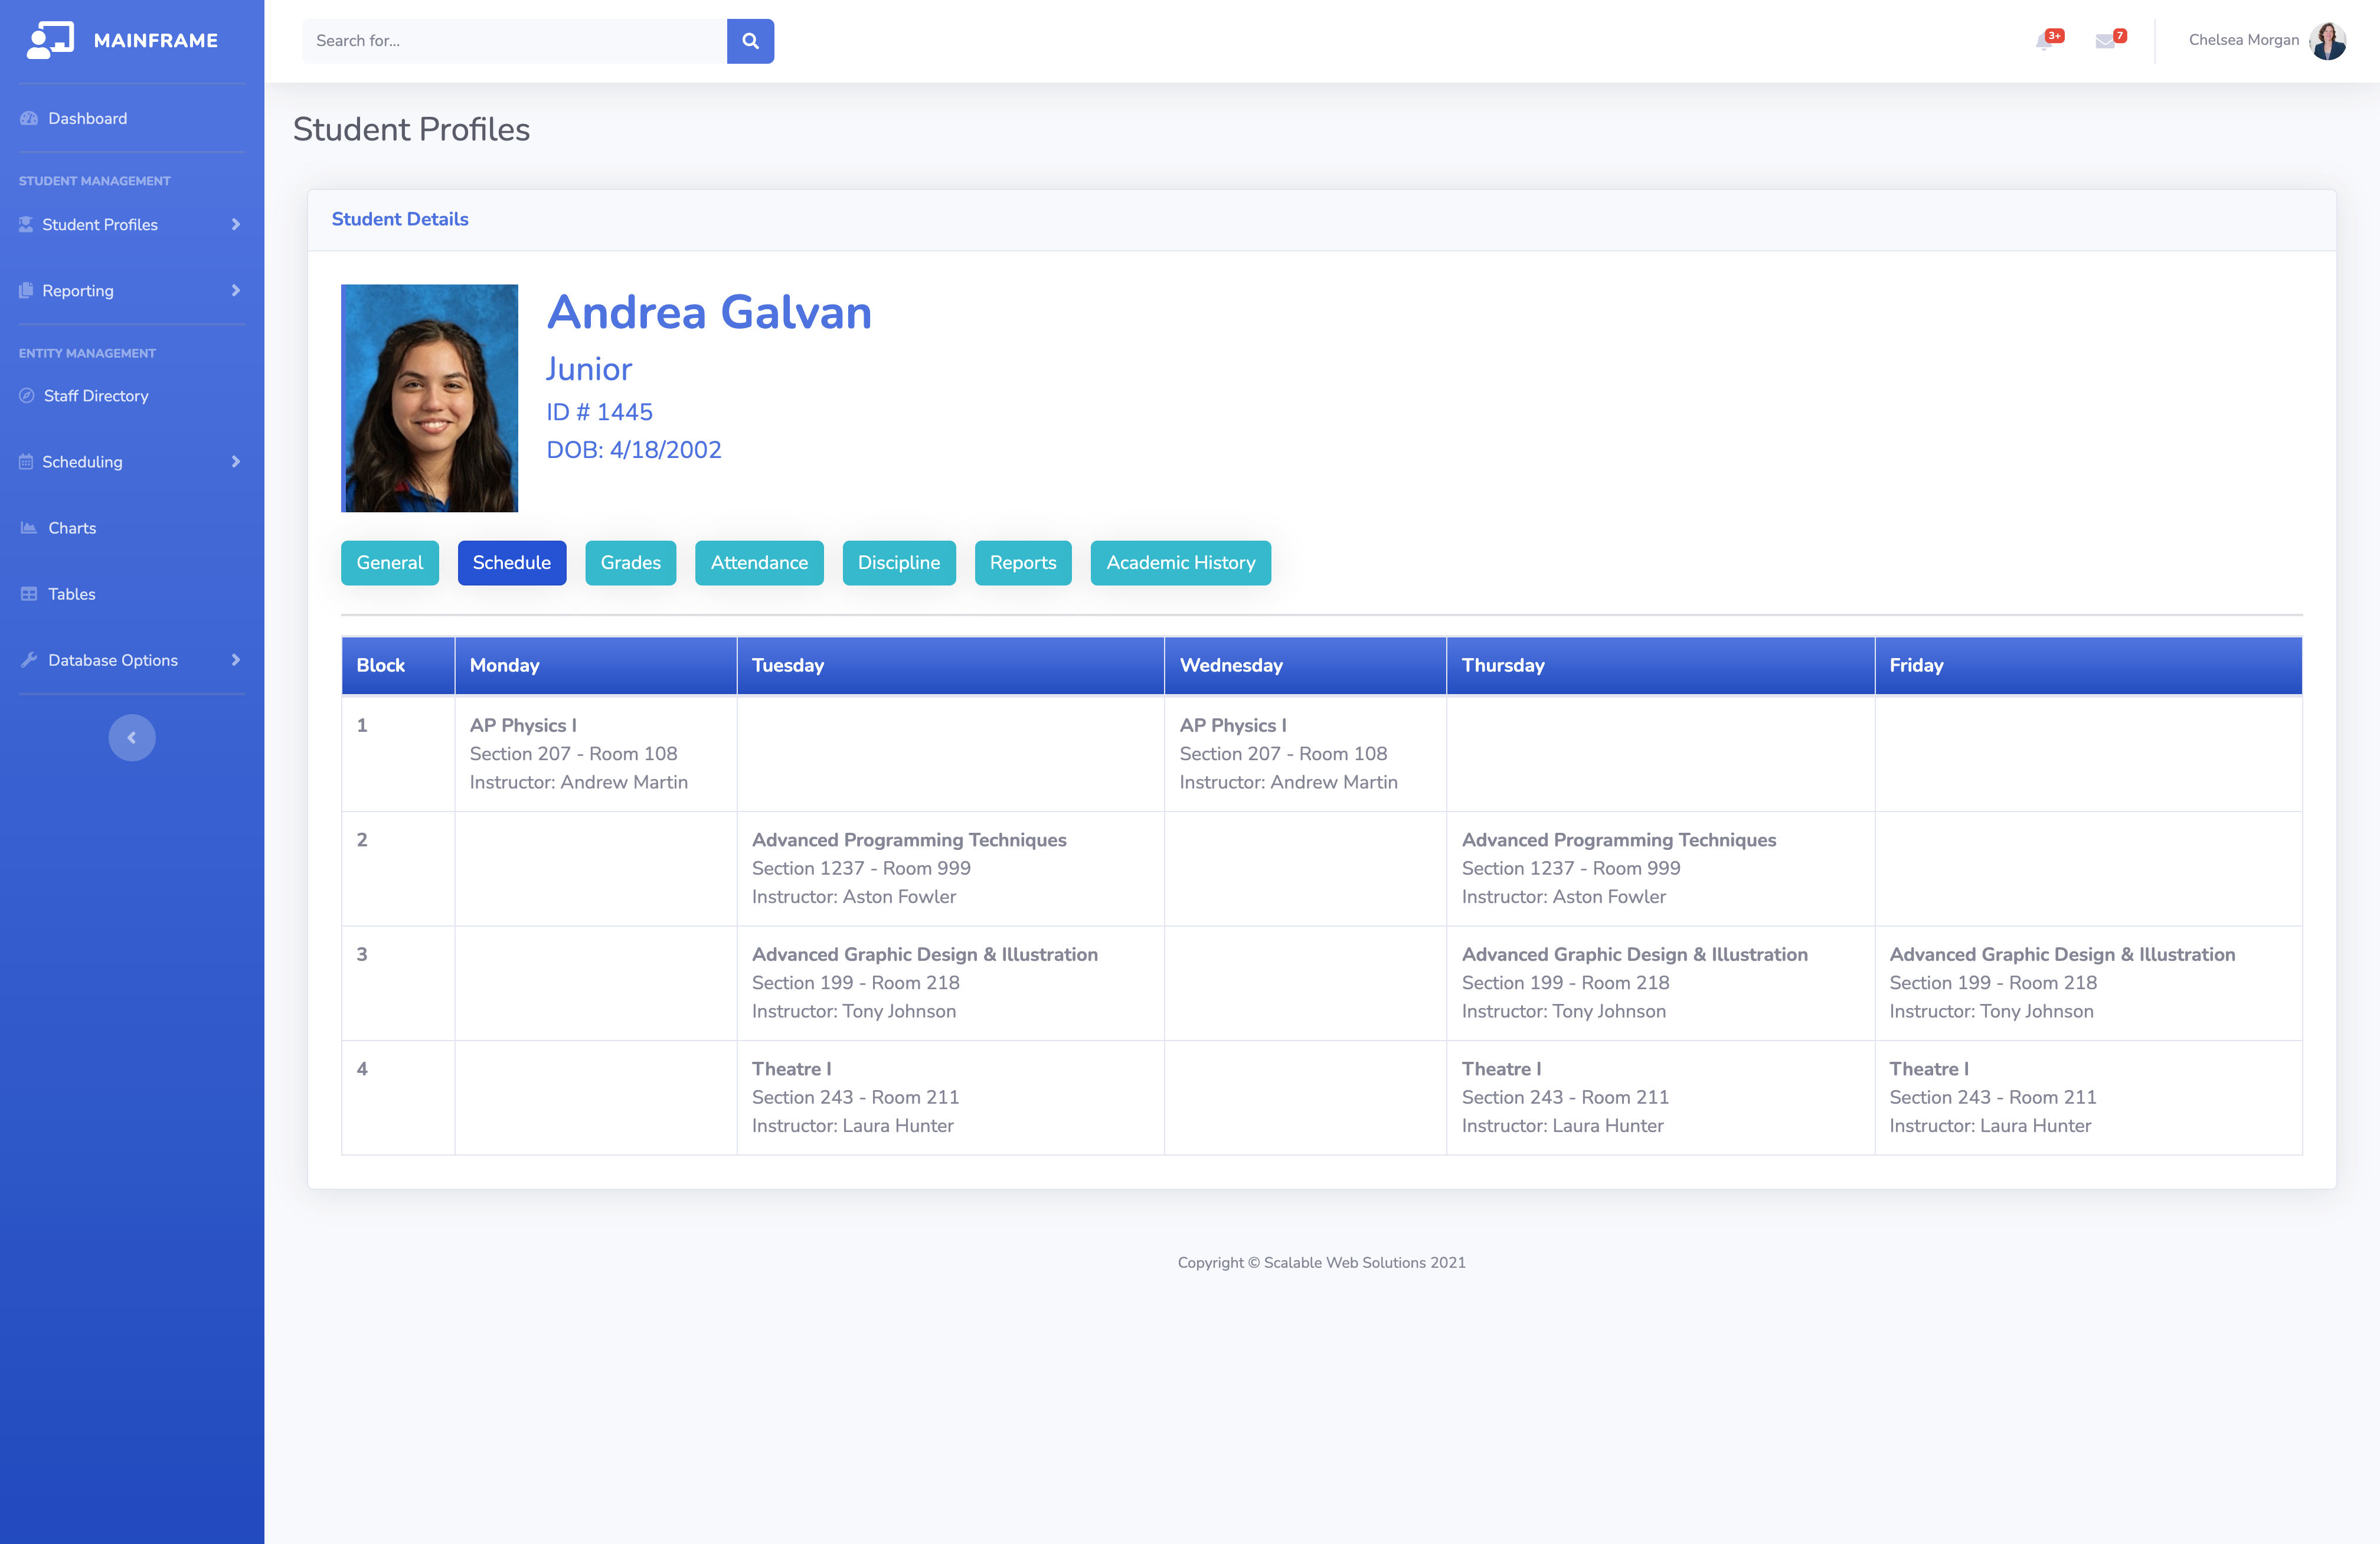 MAINFRAME
Search for...
3+
7
Chelsea Morgan
Dashboard
STUDENT MANAGEMENT
Student Profiles
Reporting
ENTITY MANAGEMENT
Staff Directory
Scheduling
Charts
Tables
Database Options
Student Profiles
Student Details
Andrea Galvan
Junior
ID # 1445
DOB: 4/18/2002
General Schedule Grades Attendance Discipline Reports Academic History
Block Monday Tuesday Wednesday Thursday Friday
1
AP Physics I
Section 207 - Room 108
Instructor: Andrew Martin
AP Physics I
Section 207 - Room 108
Instructor: Andrew Martin
2
Advanced Programming Techniques
Section 1237 - Room 999
Instructor: Aston Fowler
Advanced Programming Techniques
Section 1237 - Room 999
Instructor: Aston Fowler
3
Advanced Graphic Design & Illustration
Section 199 - Room 218
Instructor: Tony Johnson
Advanced Graphic Design & Illustration
Section 199 - Room 218
Instructor: Tony Johnson
Advanced Graphic Design & Illustration
Section 199 - Room 218
Instructor: Tony Johnson
4
Theatre I
Section 243 - Room 211
Instructor: Laura Hunter
Theatre I
Section 243 - Room 211
Instructor: Laura Hunter
Theatre I
Section 243 - Room 211
Instructor: Laura Hunter
Copyright © Scalable Web Solutions 2021